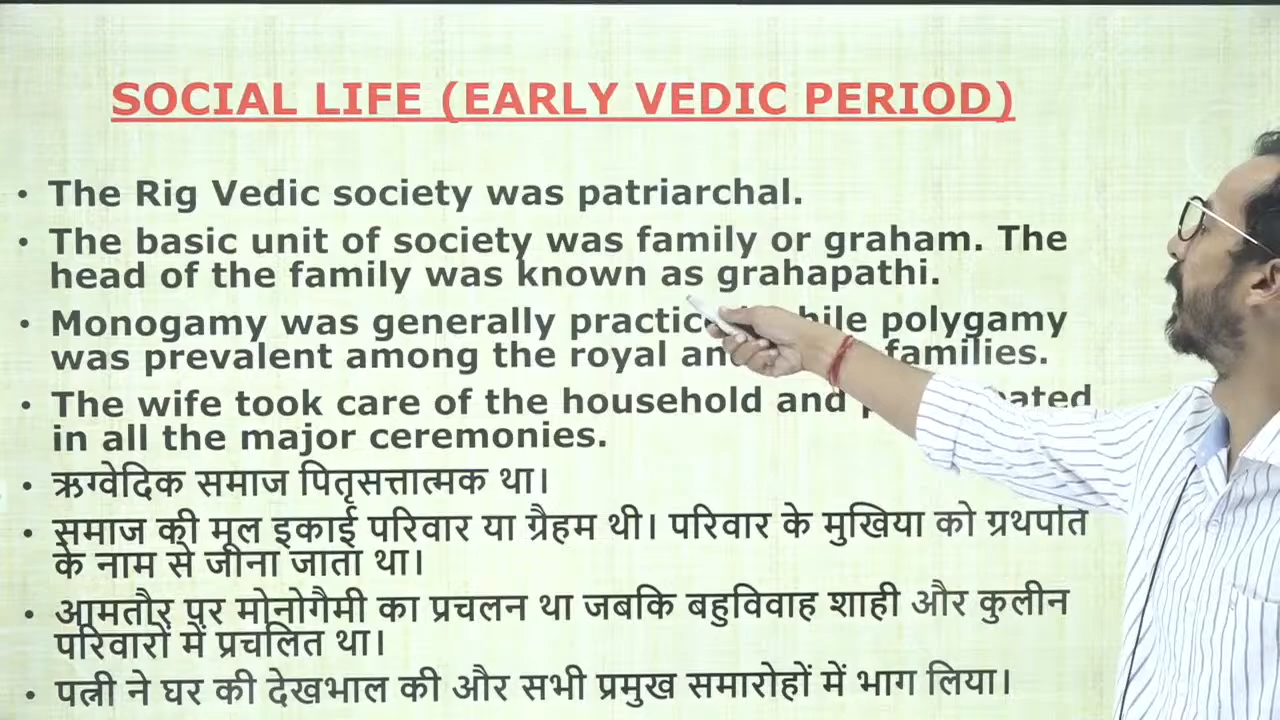 SOCIAL LIFE (EARLY VEDIC PERIOD)
• The Rig Vedic society was patriarchal.
• The basic unit of society was family or graham. The
head of the family was known as grahapathi.
• Monogamy was generally polygamy
was prevalent among the royal families.
• The wife took care of the household and
in all the major ceremonies.
• ऋग्वेदिक समाज पितृसत्तात्मक था।
• समाज की मूल इकाई परिवार या ग्रैहम थी। परिवार के मुखिया को ग्रथपति
के नाम से जीना जाता था।
• आमतौर पर मोनोगैमी का प्रचलन था जबकि बहुविवाह शाही और कुलीन
परिवारों में प्रचलित था।
• पत्नी ने घर की देखभाल की और सभी प्रमुख समारोहों में भाग लिया।